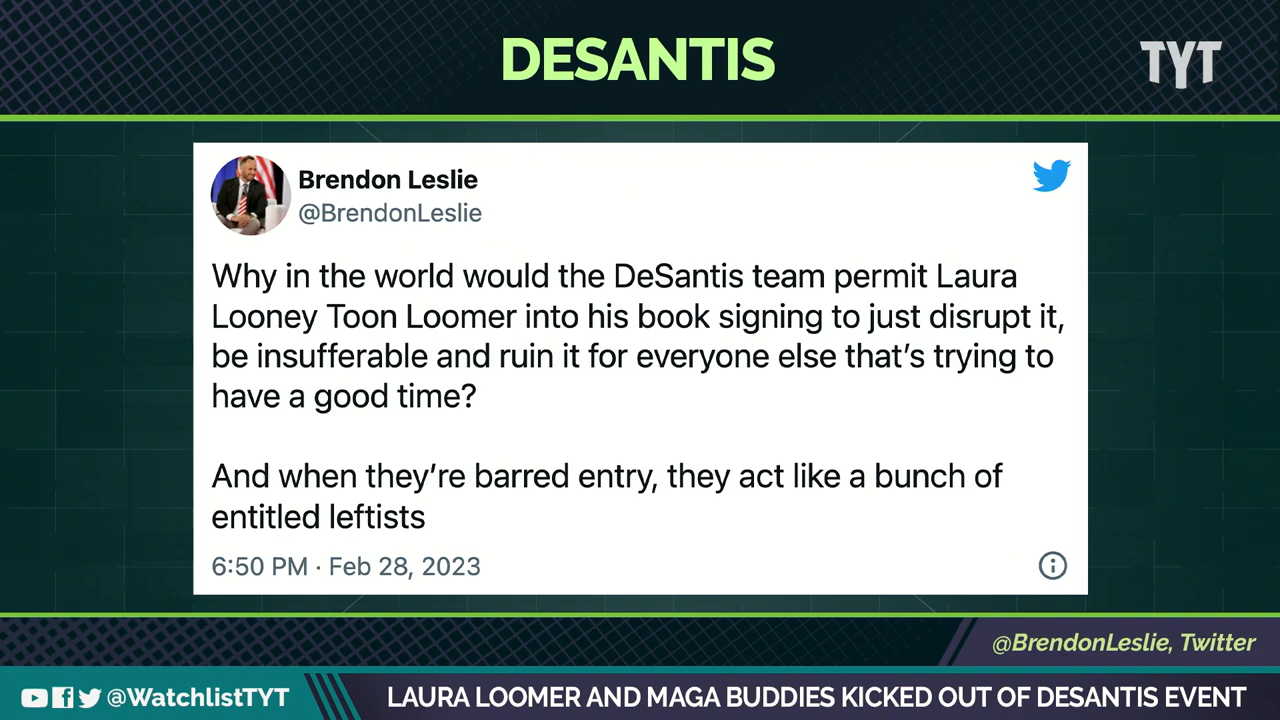 DESANTIS
TYT
Brendon Leslie
@BrendonLeslie
Why in the world would the DeSantis team permit Laura
Looney Toon Loomer into his book signing to just disrupt it,
be insufferable and ruin it for everyone else that’s trying to
have a good time?
And when they’re barred entry, they act like a bunch of
entitled leftists
6:50 PM · Feb 28, 2023
@BrendonLeslie, Twitter
@WatchlistTYT
LAURA LOOMER AND MAGA BUDDIES KICKED OUT OF DESANTIS EVENT